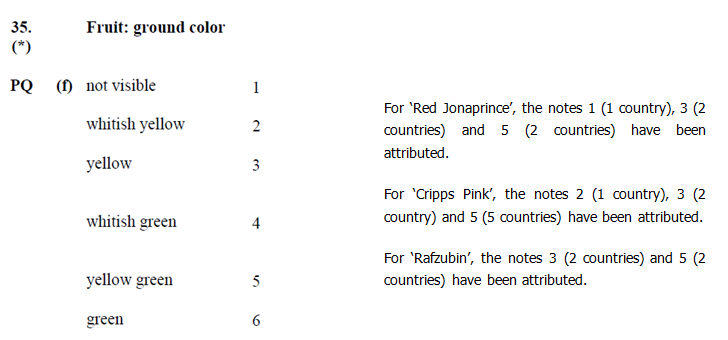 35. Fruit: ground color
(*)
PQ (f) not visible 1
whitish yellow 2
yellow 3
whitish green 4
yellow green 5
green 6
For ‘Red Jonaprince’, the notes 1 (1 country), 3 (2
countries) and 5 (2 countries) have been
attributed.
For ‘Cripps Pink’, the notes 2 (1 country), 3 (2
country) and 5 (5 countries) have been attributed.
For ‘Rafzubin’, the notes 3 (2 countries) and 5 (2
countries) have been attributed.